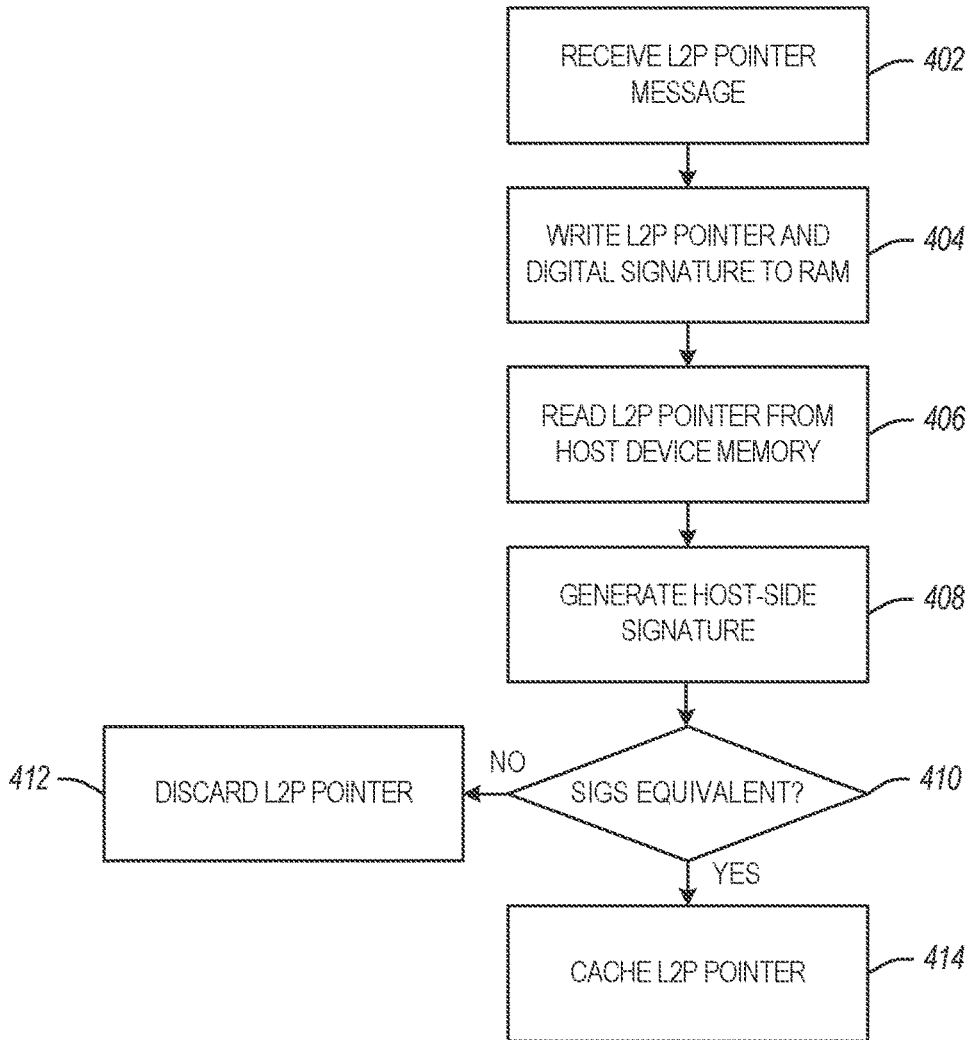 RECEIVE L2P POINTER
MESSAGE
402
WRITE L2P POINTER AND
DIGITAL SIGNATURE TO RAM
404
READ L2P POINTER FROM
HOST DEVICE MEMORY
406
GENERATE HOST-SIDE
SIGNATURE
408
412
DISCARD L2P POINTER
NO
SIGS EQUIVALENT?
410
YES
CACHE L2P POINTER
414